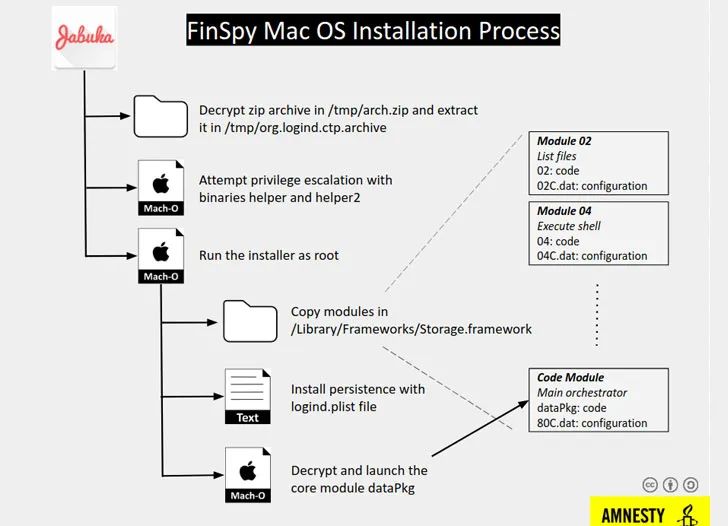 Jabuka
FinSpy Mac OS Installation Process
Decrypt zip archive in /tmp/arch.zip and extract
it in /tmp/org.logind.ctp.archive
Mach-O
Attempt privilege escalation with
binaries helper and helper2
Mach-O
Run the installer as root
Copy modules in
/Library/Frameworks/Storage.framework
Text
Install persistence with
logind.plist file
Mach-O
Decrypt and launch the
core module dataPkg
Module 02
List files
02: code
02C.dat: configuration
Module 04
Execute shell
04: code
04C.dat: configuration
Code Module
Main orchestrator
dataPkg: code
80C.dat: configuration
cc
AMNESTY